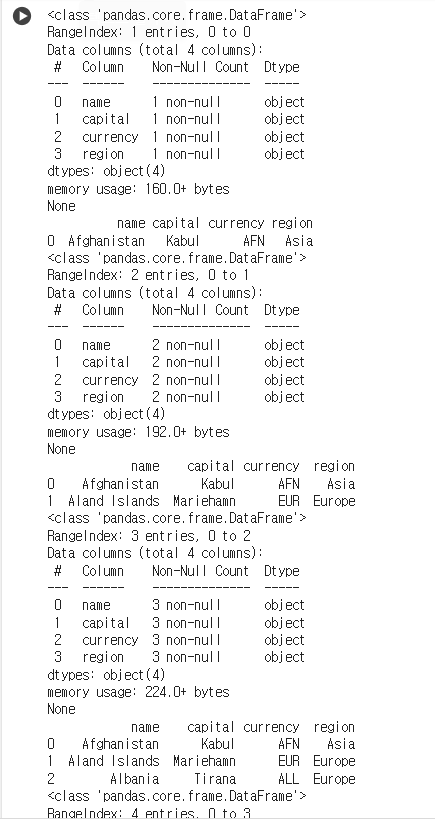 <class 'pandas.core.frame.DataFrame'>
RangeIndex: 1 entries, 0 to 0
Data columns (total 4 columns):
 #   Column    Non-Null Count  Dtype
---  ------    --------------  -----
 0   name      1 non-null      object
 1   capital   1 non-null      object
 2   currency  1 non-null      object
 3   region    1 non-null      object
dtypes: object(4)
memory usage: 160.0+ bytes
None
          name capital currency region
0  Afghanistan   Kabul      AFN   Asia
<class 'pandas.core.frame.DataFrame'>
RangeIndex: 2 entries, 0 to 1
Data columns (total 4 columns):
 #   Column    Non-Null Count  Dtype
---  ------    --------------  -----
 0   name      2 non-null      object
 1   capital   2 non-null      object
 2   currency  2 non-null      object
 3   region    2 non-null      object
dtypes: object(4)
memory usage: 192.0+ bytes
None
            name    capital currency  region
0    Afghanistan      Kabul      AFN    Asia
1  Aland Islands  Mariehamn      EUR  Europe
<class 'pandas.core.frame.DataFrame'>
RangeIndex: 3 entries, 0 to 2
Data columns (total 4 columns):
 #   Column    Non-Null Count  Dtype
---  ------    --------------  -----
 0   name      3 non-null      object
 1   capital   3 non-null      object
 2   currency  3 non-null      object
 3   region    3 non-null      object
dtypes: object(4)
memory usage: 224.0+ bytes
None
            name    capital currency  region
0    Afghanistan      Kabul      AFN    Asia
1  Aland Islands  Mariehamn      EUR  Europe
2        Albania     Tirana      ALL  Europe
<class 'pandas.core.frame.DataFrame'>
RangeIndex: 4 entries, 0 to 3